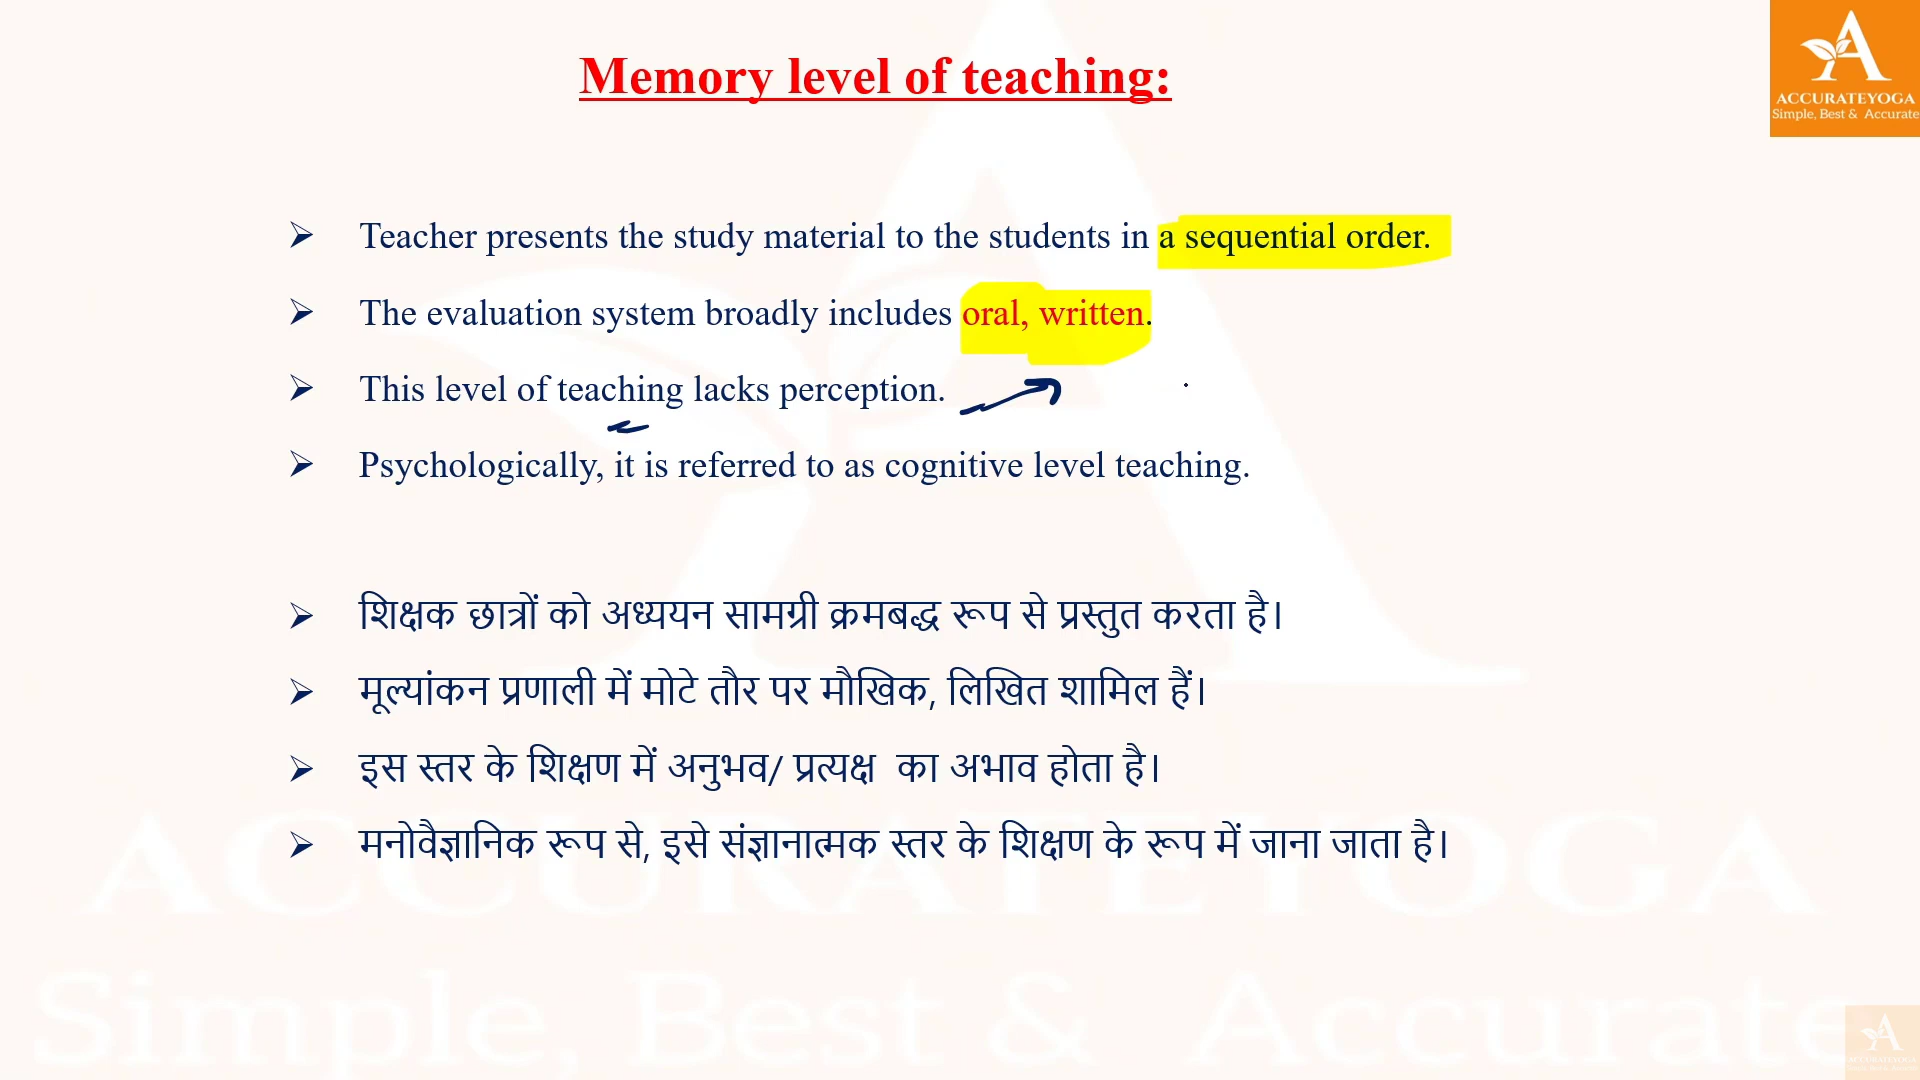 Memory level of teaching:
A
ACCURATEYOGA
Simple, Best & Accurate
➢ Teacher presents the study material to the students in a sequential order.
➢ The evaluation system broadly includes oral, written.
➢ This level of teaching lacks perception.
➢ Psychologically, it is referred to as cognitive level teaching.
➢ शिक्षक छात्रों को अध्ययन सामग्री क्रमबद्ध रूप से प्रस्तुत करता है।
➢ मूल्यांकन प्रणाली में मोटे तौर पर मौखिक, लिखित शामिल हैं।
➢ इस स्तर के शिक्षण में अनुभव/ प्रत्यक्ष का अभाव होता है।
➢ मनोवैज्ञानिक रूप से, इसे संज्ञानात्मक स्तर के शिक्षण के रूप में जाना जाता है।
ACCURATEYOGA
Simple, Best & Accurate